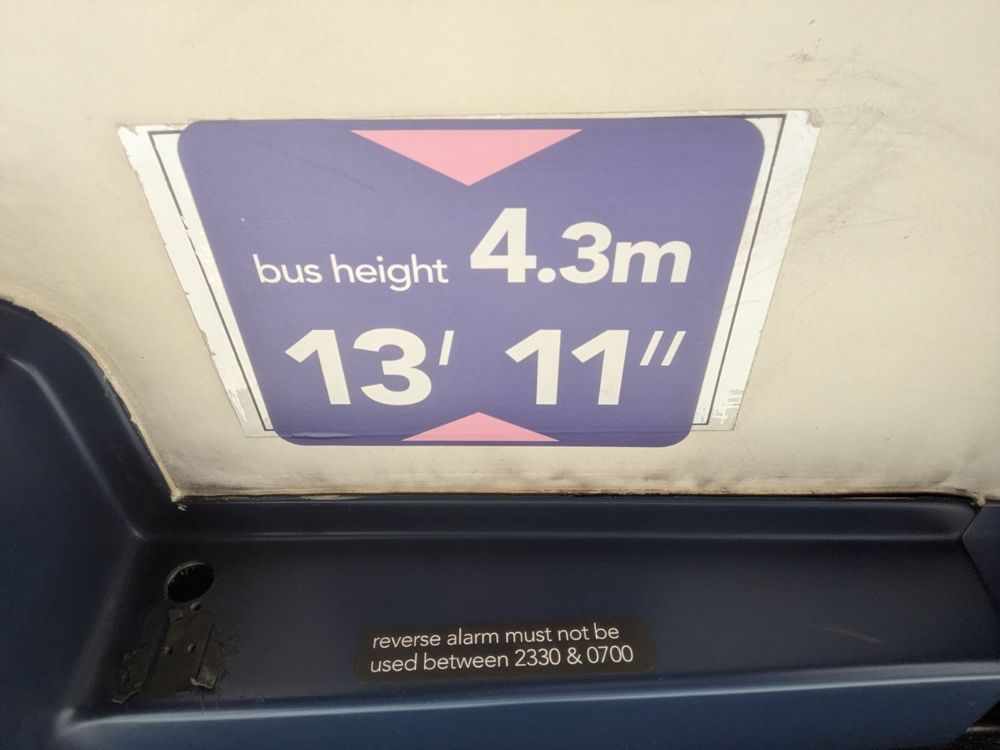 bus height 4.3m
13' 11"
reverse alarm must not be
used between 2330 & 0700